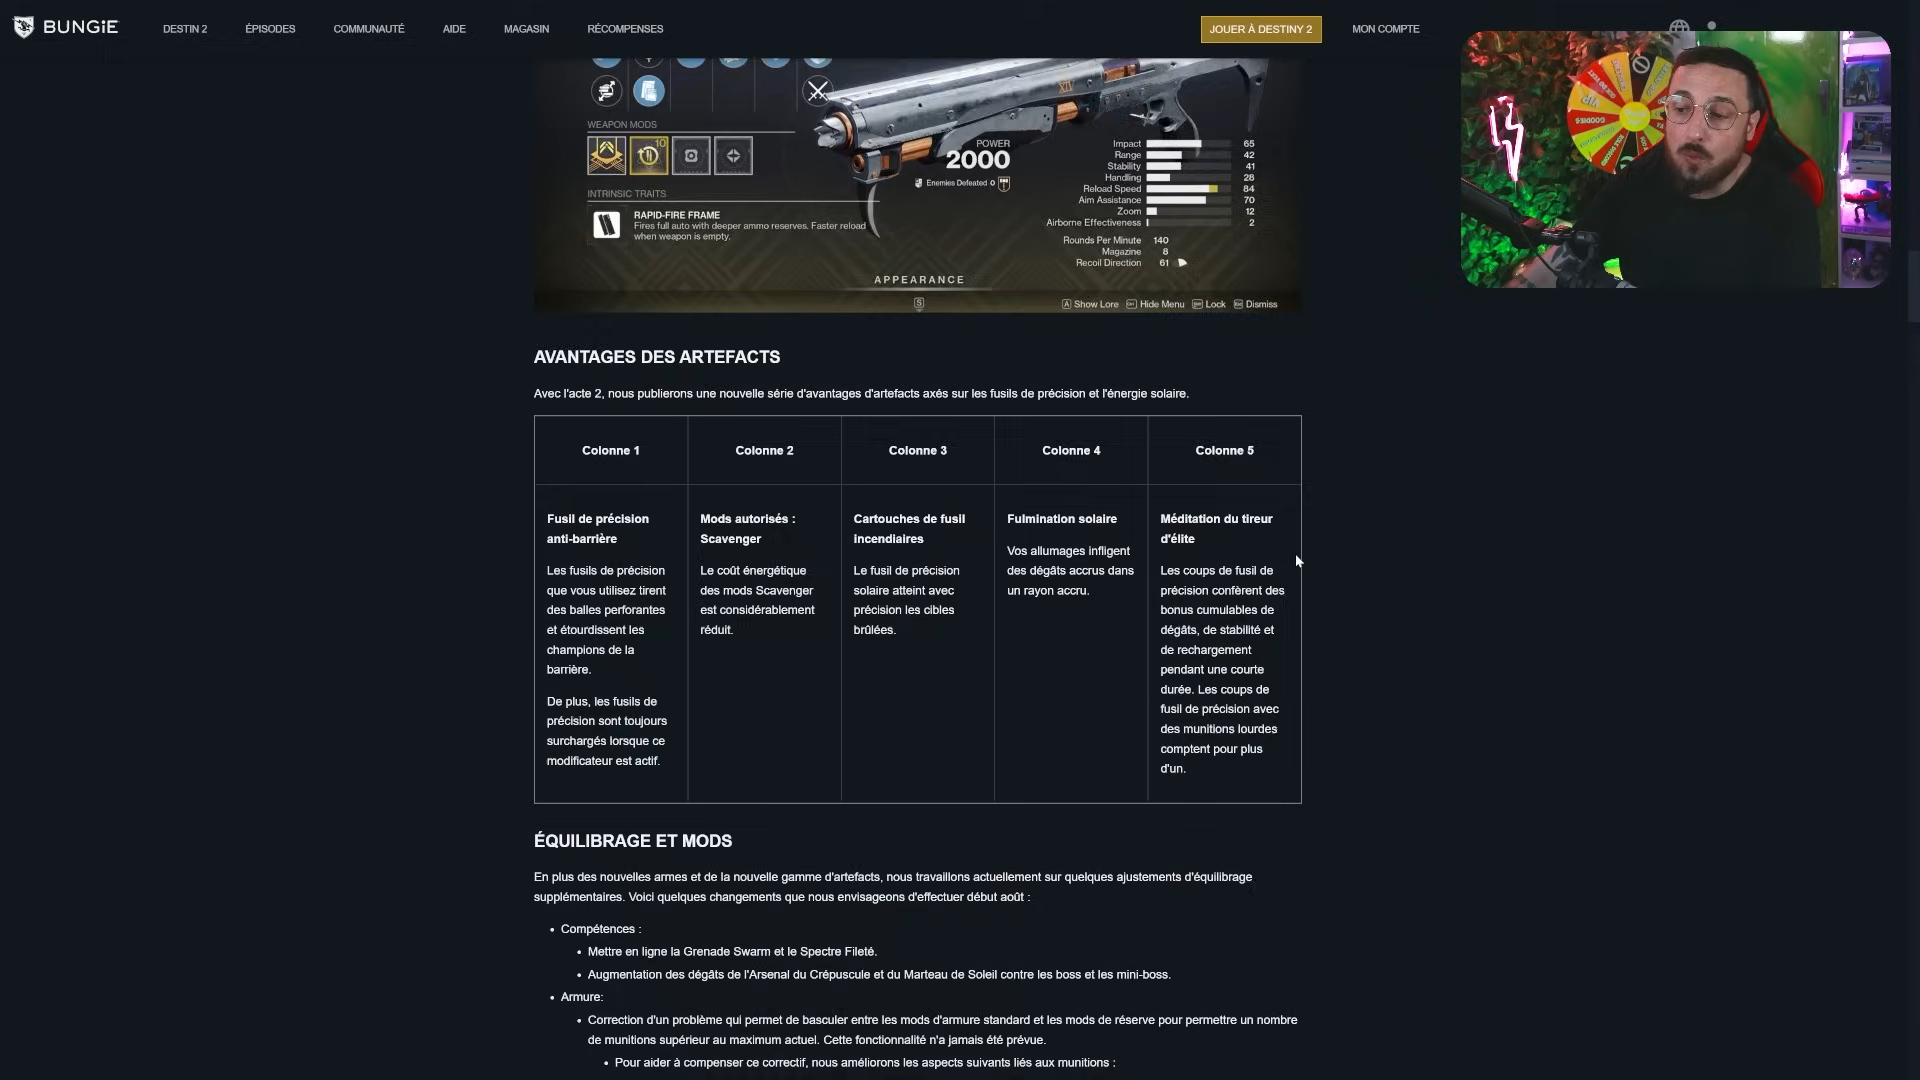 BUNGiE
DESTIN 2
ÉPISODES
COMMUNAUTÉ
AIDE
MAGASIN
RÉCOMPENSES
JOUER À DESTINY 2
MON COMPTE
WEAPON MODS
10
INTRINSIC TRAITS
RAPID-FIRE FRAME
Fires full auto with deeper ammo reserves. Faster reload
when weapon is empty.
XIV
POWER
2000
Enemies Defeated 0
Impact 65
Range 42
Stability 41
Handling 28
Reload Speed 84
Aim Assistance 70
Zoom 12
Airborne Effectiveness 2
Rounds Per Minute 140
Magazine 8
Recoil Direction 61
APPEARANCE
S
Show Lore Hide Menu Lock Dismiss
VIP
AVANTAGES DES ARTEFACTS
Avec l'acte 2, nous publierons une nouvelle série d'avantages d'artefacts axés sur les fusils de précision et l'énergie solaire.
Colonne 1
Colonne 2
Colonne 3
Colonne 4
Colonne 5
Fusil de précision
anti-barrière
Les fusils de précision
que vous utilisez tirent
des balles perforantes
et étourdissent les
champions de la
barrière.
De plus, les fusils de
précision sont toujours
surchargés lorsque ce
modificateur est actif.
Mods autorisés :
Scavenger
Le coût énergétique
des mods Scavenger
est considérablement
réduit.
Cartouches de fusil
incendiaires
Le fusil de précision
solaire atteint avec
précision les cibles
brûlées.
Fulmination solaire
Vos allumages infligent
des dégâts accrus dans
un rayon accru.
Méditation du tireur
d'élite
Les coups de fusil de
précision confèrent des
bonus cumulables de
dégâts, de stabilité et
de rechargement
pendant une courte
durée. Les coups de
fusil de précision avec
des munitions lourdes
comptent pour plus
d'un.
ÉQUILIBRAGE ET MODS
En plus des nouvelles armes et de la nouvelle gamme d'artefacts, nous travaillons actuellement sur quelques ajustements d'équilibrage
supplémentaires. Voici quelques changements que nous envisageons d'effectuer début août :
• Compétences :
• Mettre en ligne la Grenade Swarm et le Spectre Fileté.
• Augmentation des dégâts de l'Arsenal du Crépuscule et du Marteau de Soleil contre les boss et les mini-boss.
• Armure:
• Correction d'un problème qui permet de basculer entre les mods d'armure standard et les mods de réserve pour permettre un nombre
de munitions supérieur au maximum actuel. Cette fonctionnalité n'a jamais été prévue.
• Pour aider à compenser ce correctif, nous améliorons les aspects suivants liés aux munitions :